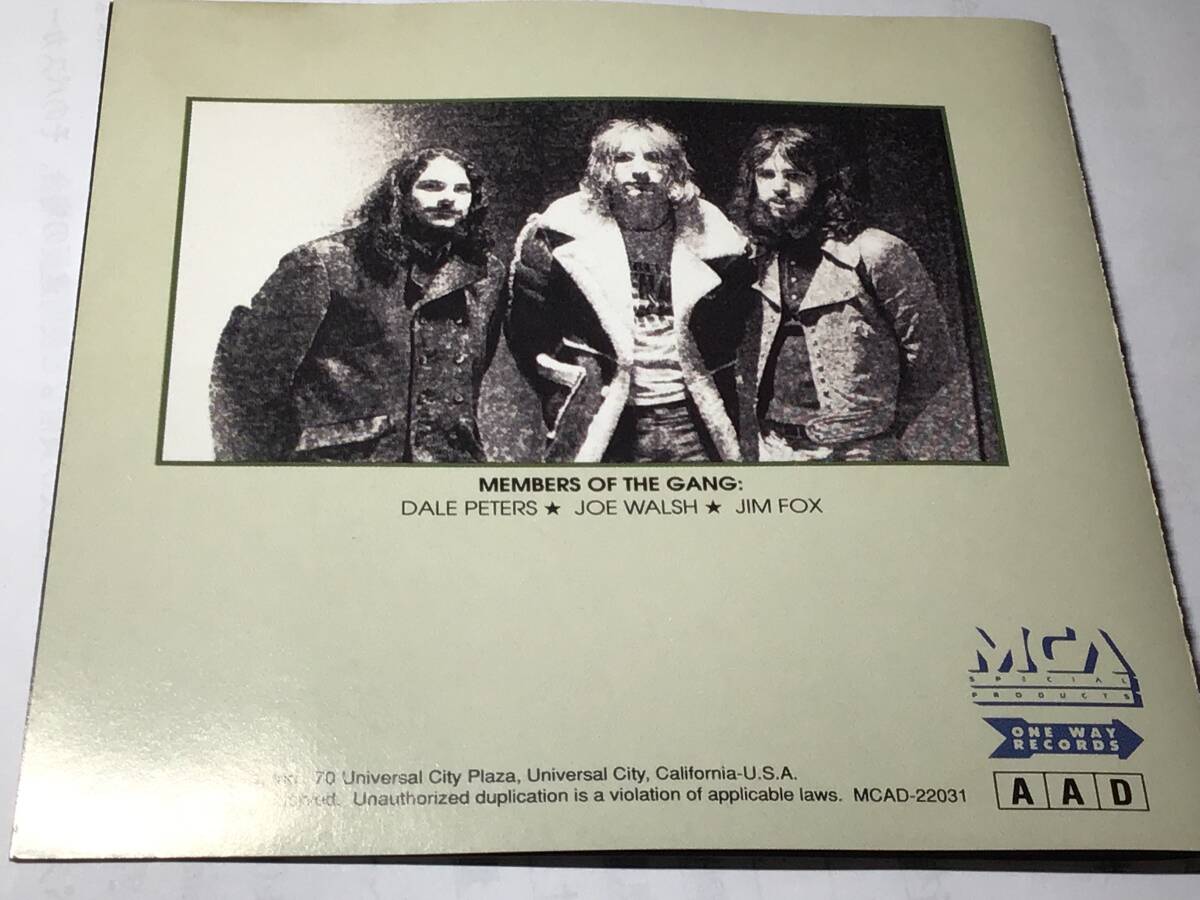 MEMBERS OF THE GANG:
DALE PETERS ★ JOE WALSH ★ JIM FOX
MCA
SPECIAL
PRODUCTS
ONE WAY
RECORDS
70 Universal City Plaza, Universal City, California-U.S.A.
Unauthorized duplication is a violation of applicable laws. MCAD-22031
AAD